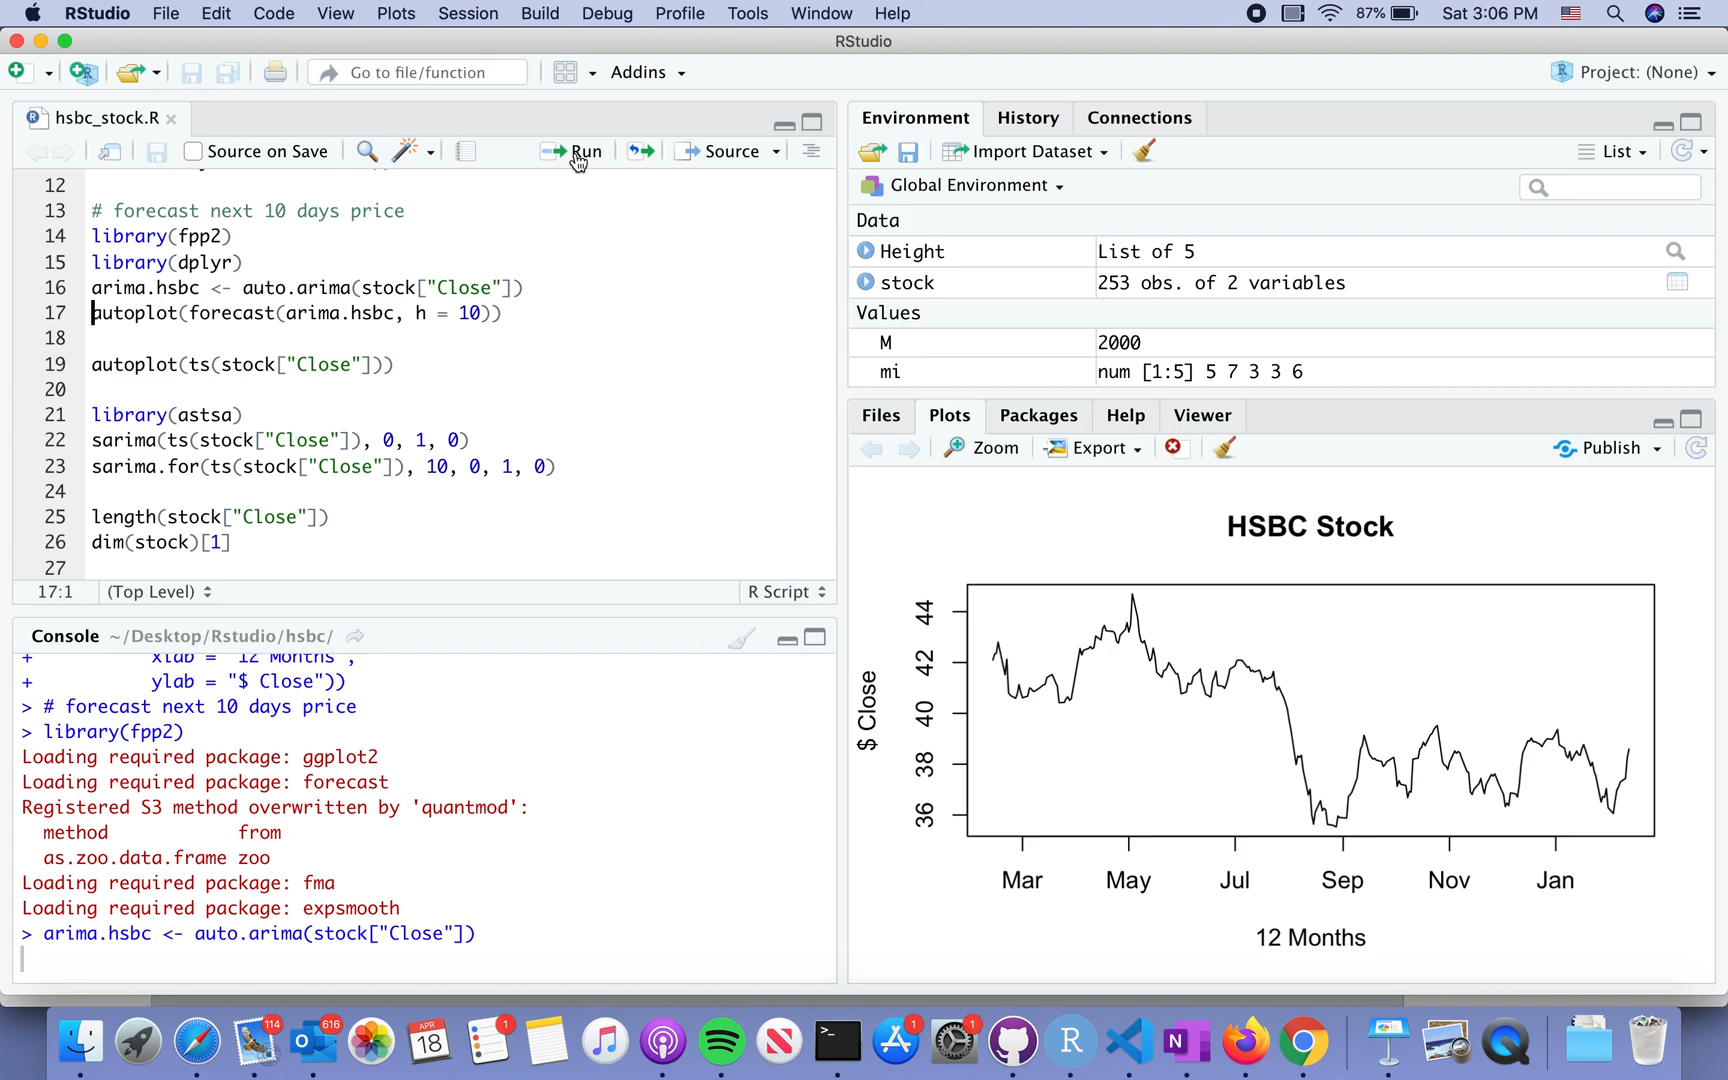 RStudio File Edit Code View Plots Session Build Debug Profile Tools Window Help 87% Sat 3:06 PM
RStudio
Go to file/function Addins Project: (None)
hsbc_stock.R
Source on Save Run Source
12
13 # forecast next 10 days price
14 library(fpp2)
15 library(dplyr)
16 arima.hsbc <- auto.arima(stock["Close"])
17 autoplot(forecast(arima.hsbc, h = 10))
18
19 autoplot(ts(stock["Close"]))
20
21 library(astsa)
22 sarima(ts(stock["Close"]), 0, 1, 0)
23 sarima.for(ts(stock["Close"]), 10, 0, 1, 0)
24
25 length(stock["Close"])
26 dim(stock)[1]
27
17:1 (Top Level) R Script
Console ~/Desktop/Rstudio/hsbc/
+ xlab = "12 Months",
+ ylab = "$ Close"))
> # forecast next 10 days price
> library(fpp2)
Loading required package: ggplot2
Loading required package: forecast
Registered S3 method overwritten by 'quantmod':
method from
as.zoo.data.frame zoo
Loading required package: fma
Loading required package: expsmooth
> arima.hsbc <- auto.arima(stock["Close"])
Environment History Connections
Import Dataset List
Global Environment
Data
Height List of 5
stock 253 obs. of 2 variables
Values
M 2000
mi num [1:5] 5 7 3 3 6
Files Plots Packages Help Viewer
Zoom Export Publish
HSBC Stock
$ Close
44
42
40
38
36
Mar May Jul Sep Nov Jan
12 Months
114 616 APR 18 1 1 1